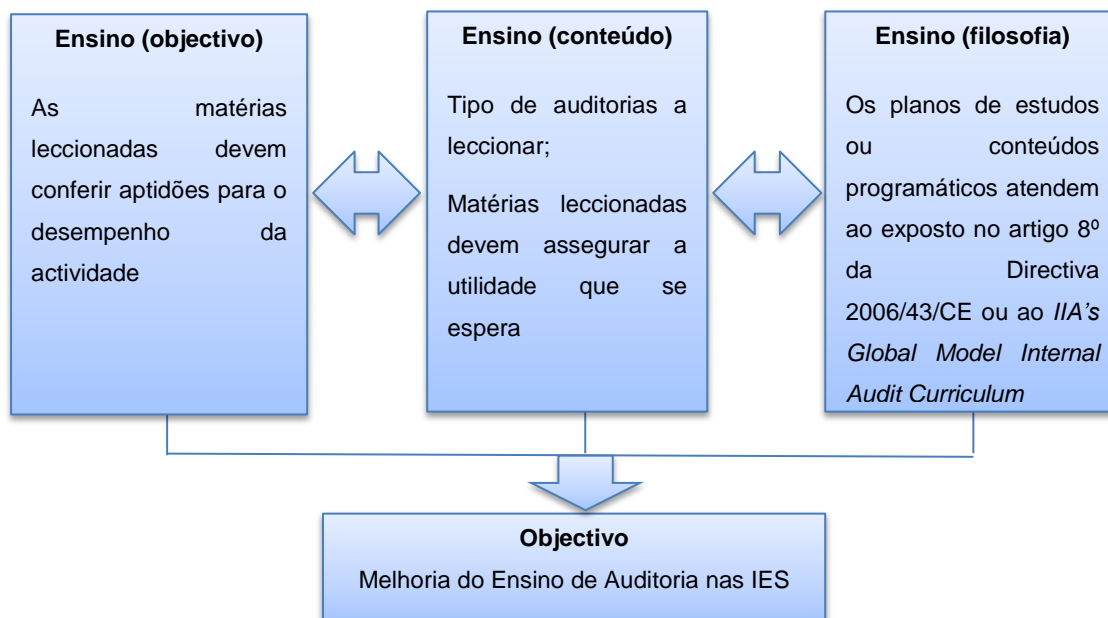 Ensino (objectivo)
As matérias
leccionadas devem
conferir aptidões para o
desempenho da
actividade
Ensino (conteúdo)
Tipo de auditorias a
leccionar;
Matérias leccionadas
devem assegurar a
utilidade que se
espera
Ensino (filosofia)
Os planos de estudos
ou conteúdos
programáticos atendem
ao exposto no artigo 8º
da Directiva
2006/43/CE ou ao IIA’s
Global Model Internal
Audit Curriculum
Objectivo
Melhoria do Ensino de Auditoria nas IES